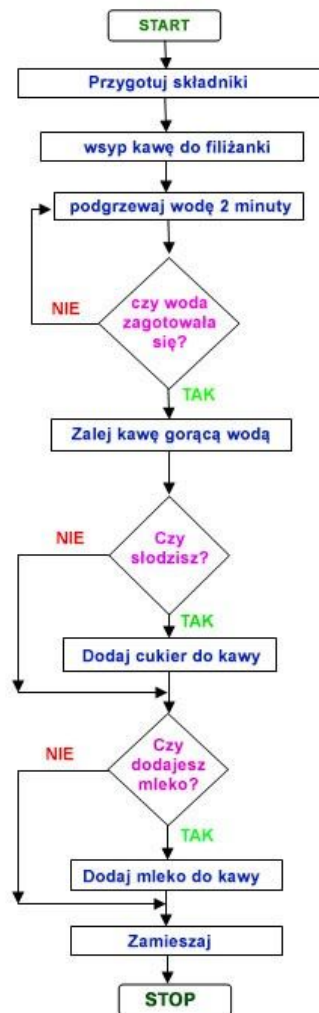 START
Przygotuj składniki
wsyp kawę do filiżanki
podgrzewaj wodę 2 minuty
NIE
czy woda
zagotowała
się?
TAK
Zalej kawę gorącą wodą
NIE
Czy
słodzisz?
TAK
Dodaj cukier do kawy
NIE
Czy
dodajesz
mleko?
TAK
Dodaj mleko do kawy
Zamieszaj
STOP